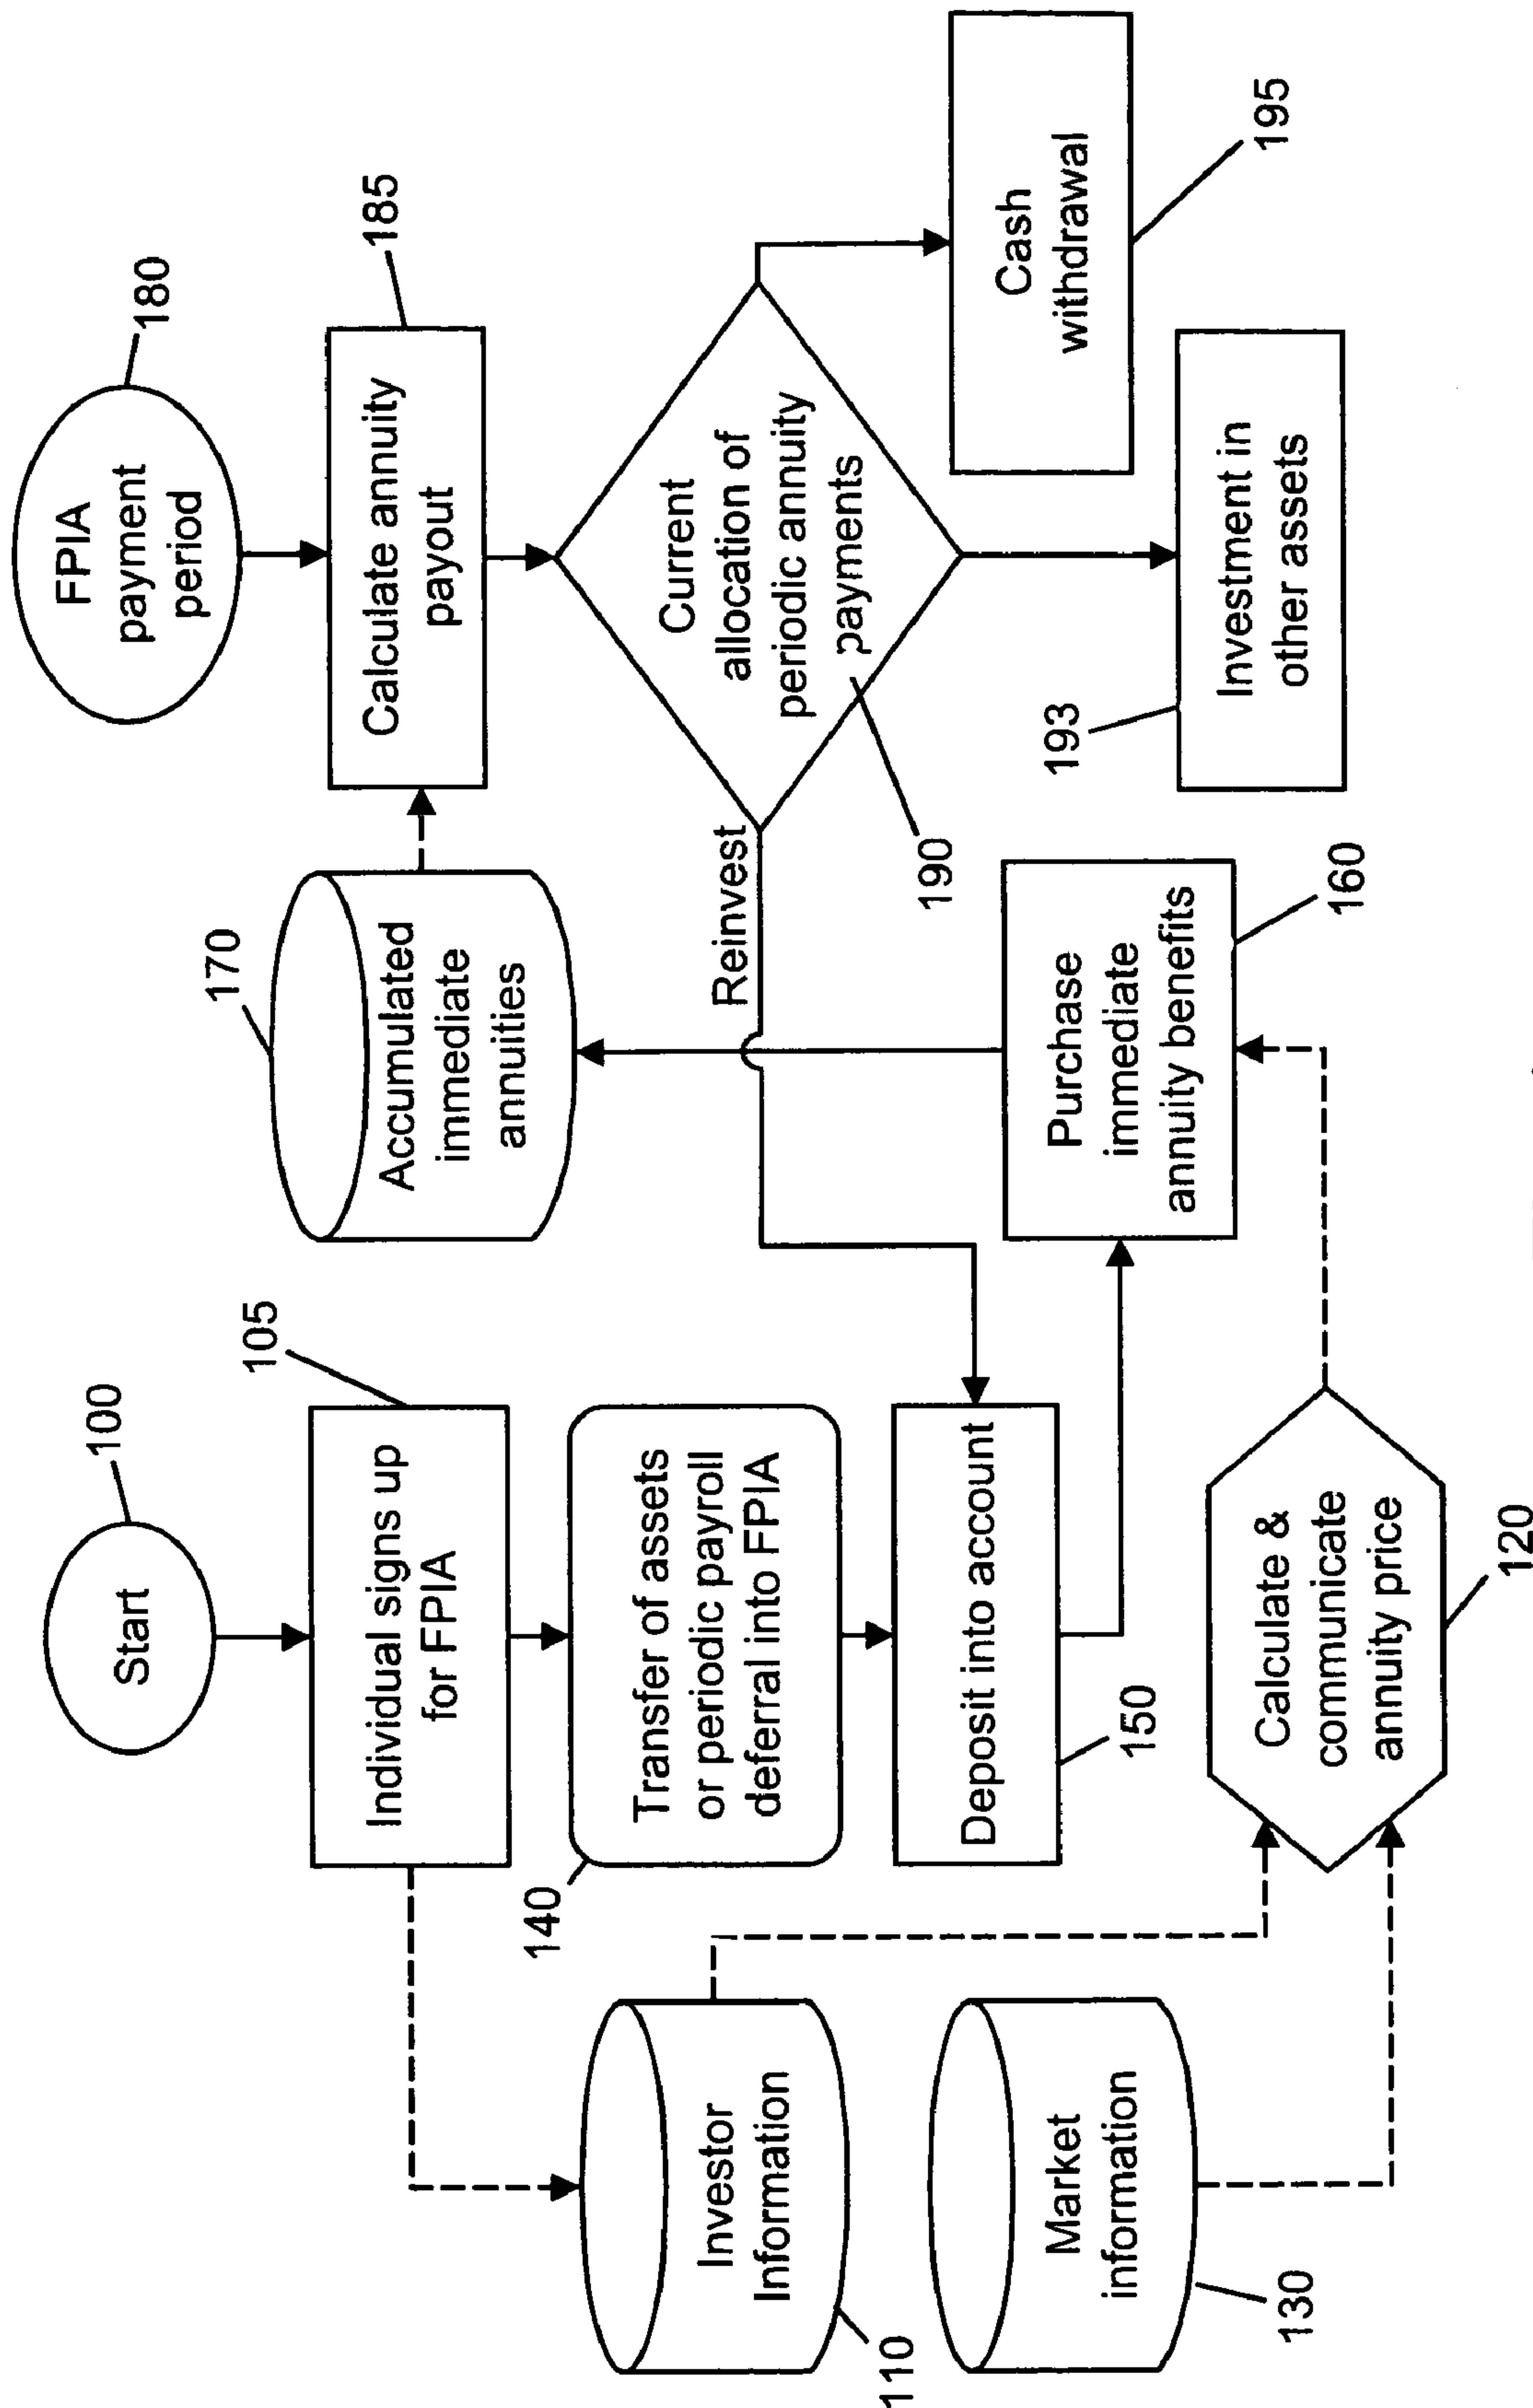 Start
100
Individual signs up
for FPIA
105
Transfer of assets
or periodic payroll
deferral into FPIA
140
Deposit into account
150
Investor
Information
110
Market
information
130
Calculate &
communicate
annuity price
120
Purchase
immediate
annuity benefits
160
Accumulated
immediate
annuities
170
FPIA
payment
period
180
Calculate annuity
payout
185
Current
allocation of
periodic annuity
payments
190
Reinvest
Investment in
other assets
193
Cash
withdrawal
195